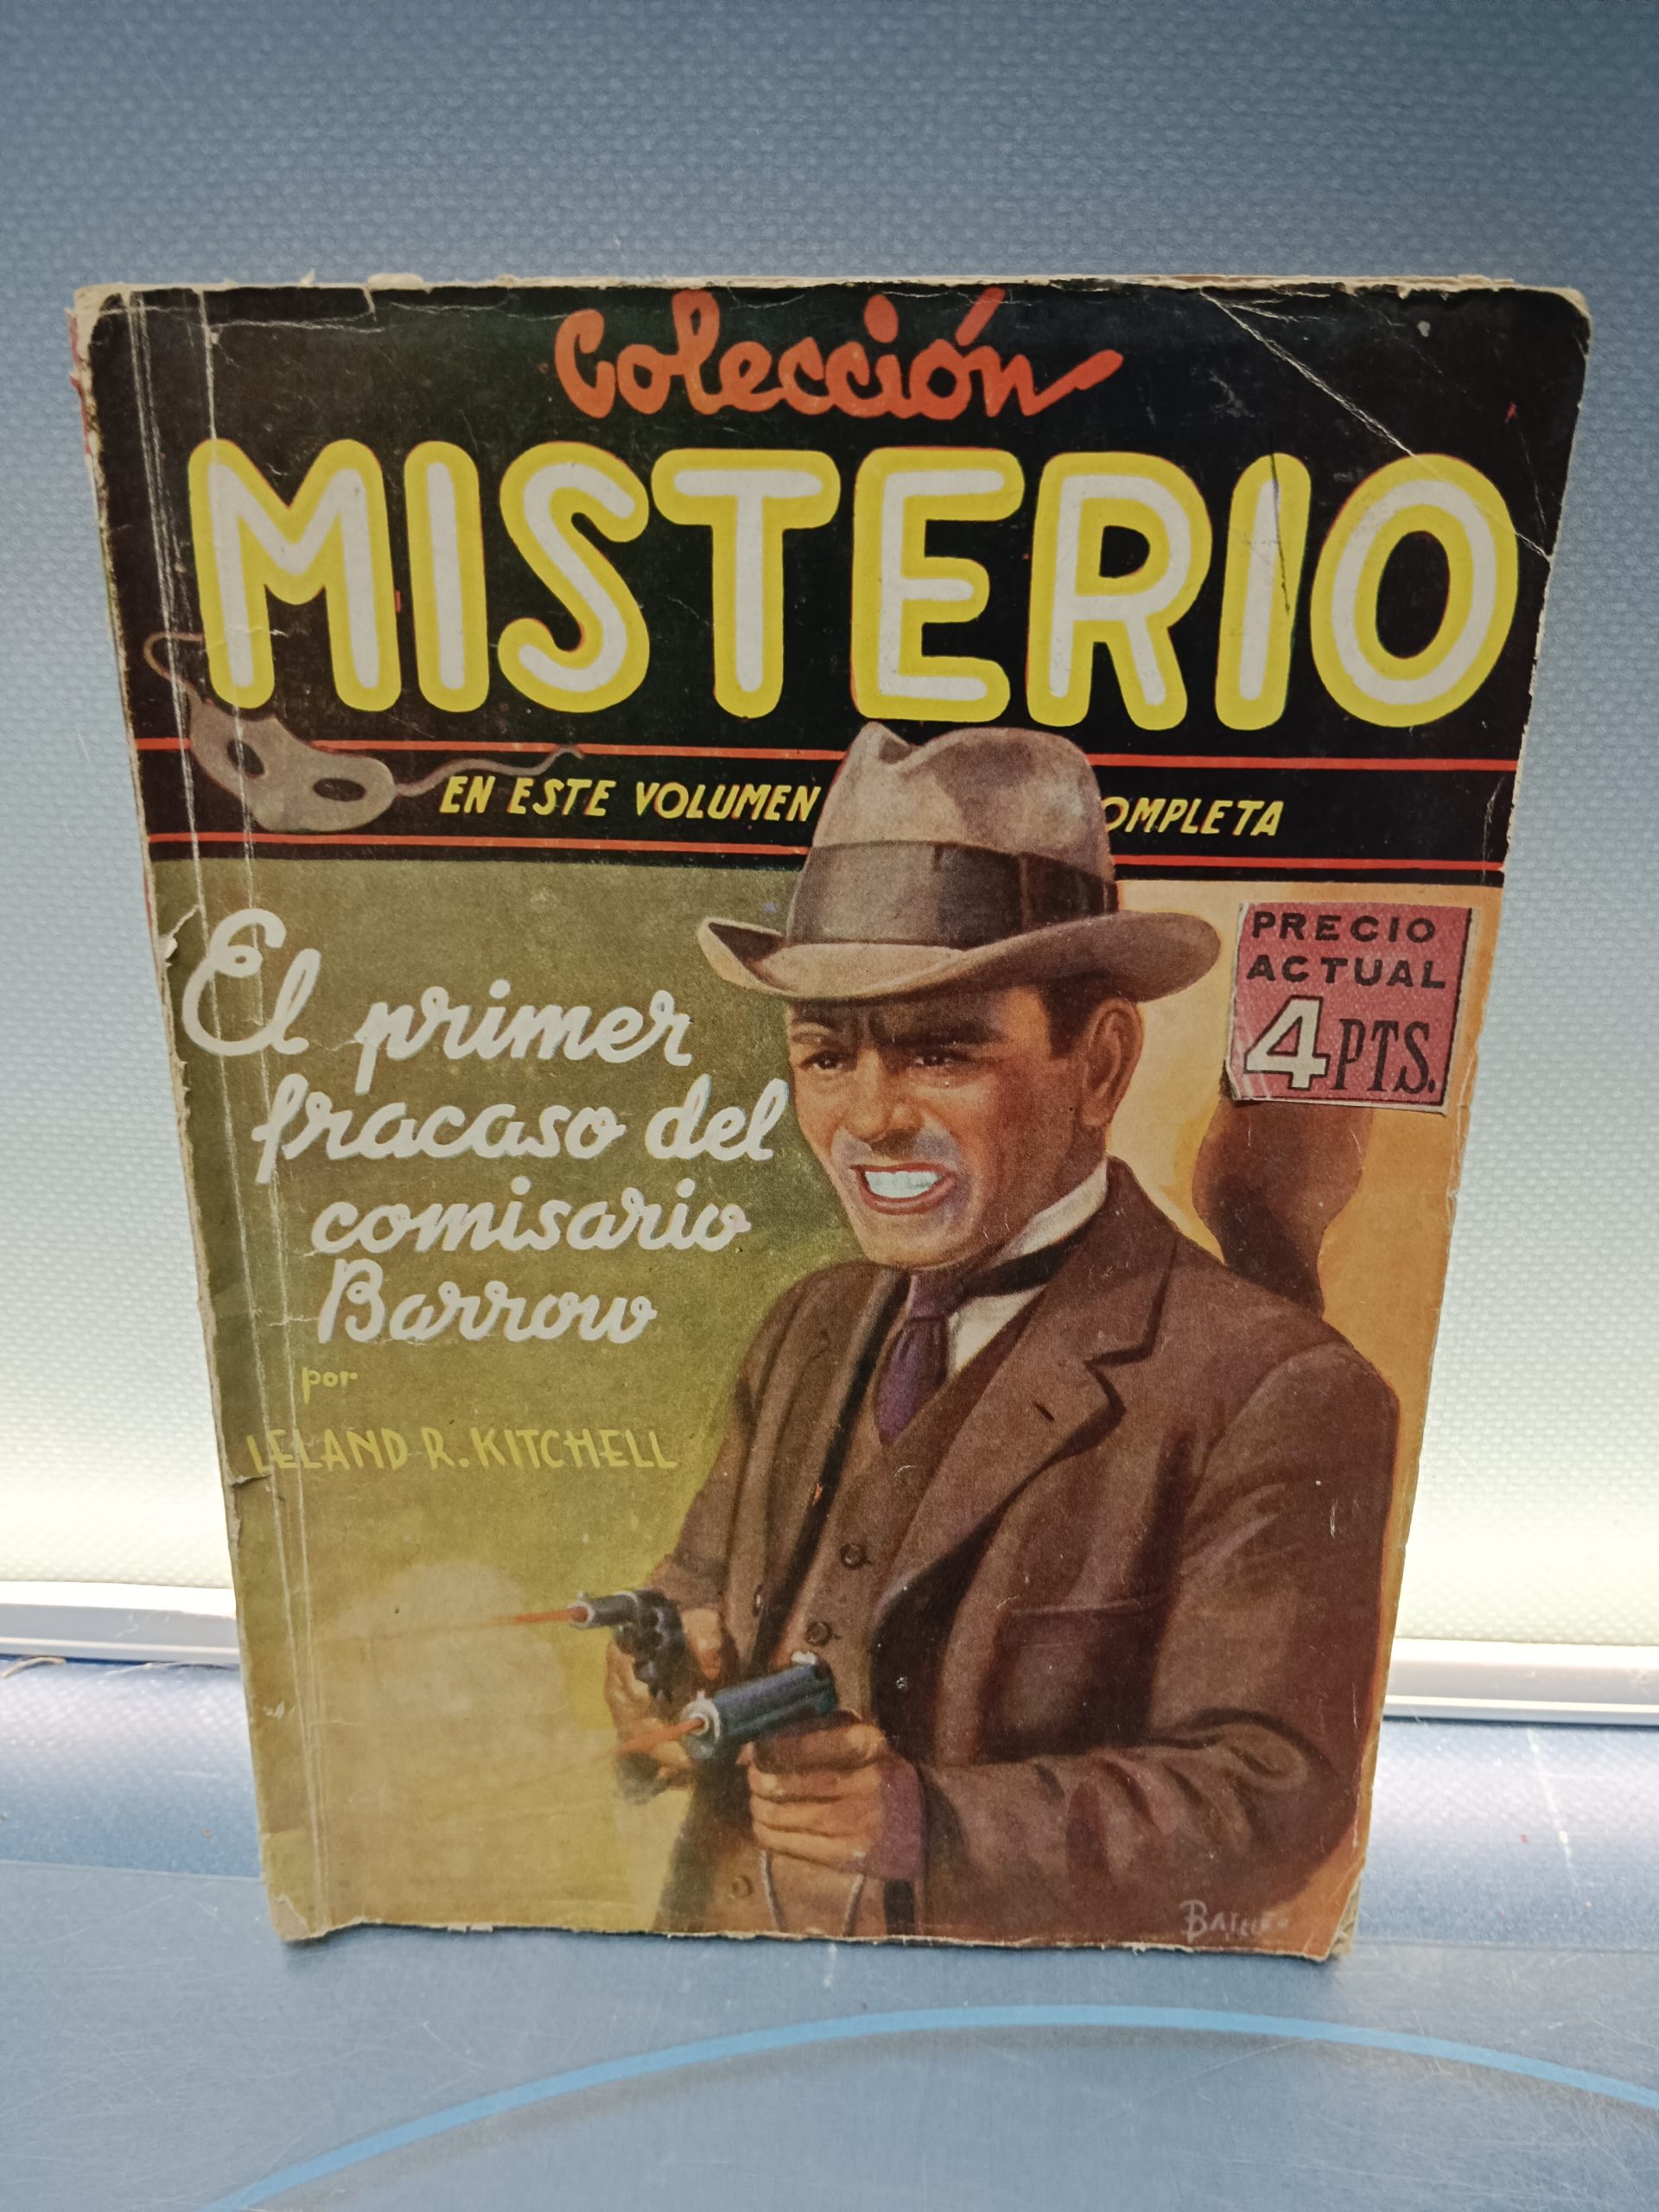 Colección
MISTERIO
EN ESTE VOLUMEN OMPLETA
PRECIO
ACTUAL
4 PTS.
El primer
fracaso del
comisario
Barrow
por
LELAND R. KITCHELL